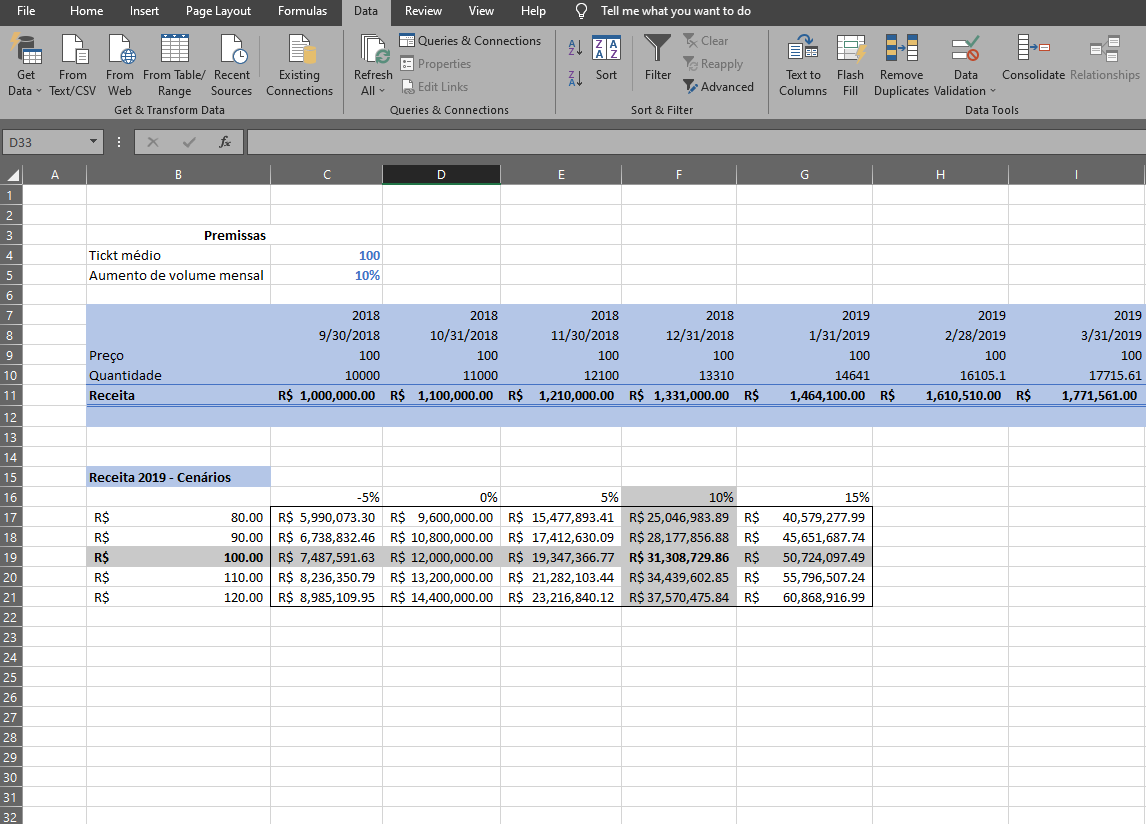 File Home Insert Page Layout Formulas Data Review View Help Tell me what you want to do
Get Data From Text/CSV From Web From Table/ Range Recent Sources Existing Connections
Refresh All Queries & Connections Properties Edit Links
Sort Filter Clear Reapply Advanced
Text to Columns Flash Fill Remove Duplicates Data Validation Consolidate Relationships
Get & Transform Data Queries & Connections Sort & Filter Data Tools
D33 fx
A B C D E F G H I
1
2
3 Premissas
4 Tickt médio 100
5 Aumento de volume mensal 10%
6
7 2018 2018 2018 2018 2019 2019 2019
8 9/30/2018 10/31/2018 11/30/2018 12/31/2018 1/31/2019 2/28/2019 3/31/2019
9 Preço 100 100 100 100 100 100 100
10 Quantidade 10000 11000 12100 13310 14641 16105.1 17715.61
11 Receita R$ 1,000,000.00 R$ 1,100,000.00 R$ 1,210,000.00 R$ 1,331,000.00 R$ 1,464,100.00 R$ 1,610,510.00 R$ 1,771,561.00
12
13
14
15 Receita 2019 - Cenários
16 -5% 0% 5% 10% 15%
17 R$ 80.00 R$ 5,990,073.30 R$ 9,600,000.00 R$ 15,477,893.41 R$ 25,046,983.89 R$ 40,579,277.99
18 R$ 90.00 R$ 6,738,832.46 R$ 10,800,000.00 R$ 17,412,630.09 R$ 28,177,856.88 R$ 45,651,687.74
19 R$ 100.00 R$ 7,487,591.63 R$ 12,000,000.00 R$ 19,347,366.77 R$ 31,308,729.86 R$ 50,724,097.49
20 R$ 110.00 R$ 8,236,350.79 R$ 13,200,000.00 R$ 21,282,103.44 R$ 34,439,602.85 R$ 55,796,507.24
21 R$ 120.00 R$ 8,985,109.95 R$ 14,400,000.00 R$ 23,216,840.12 R$ 37,570,475.84 R$ 60,868,916.99
22
23
24
25
26
27
28
29
30
31
32